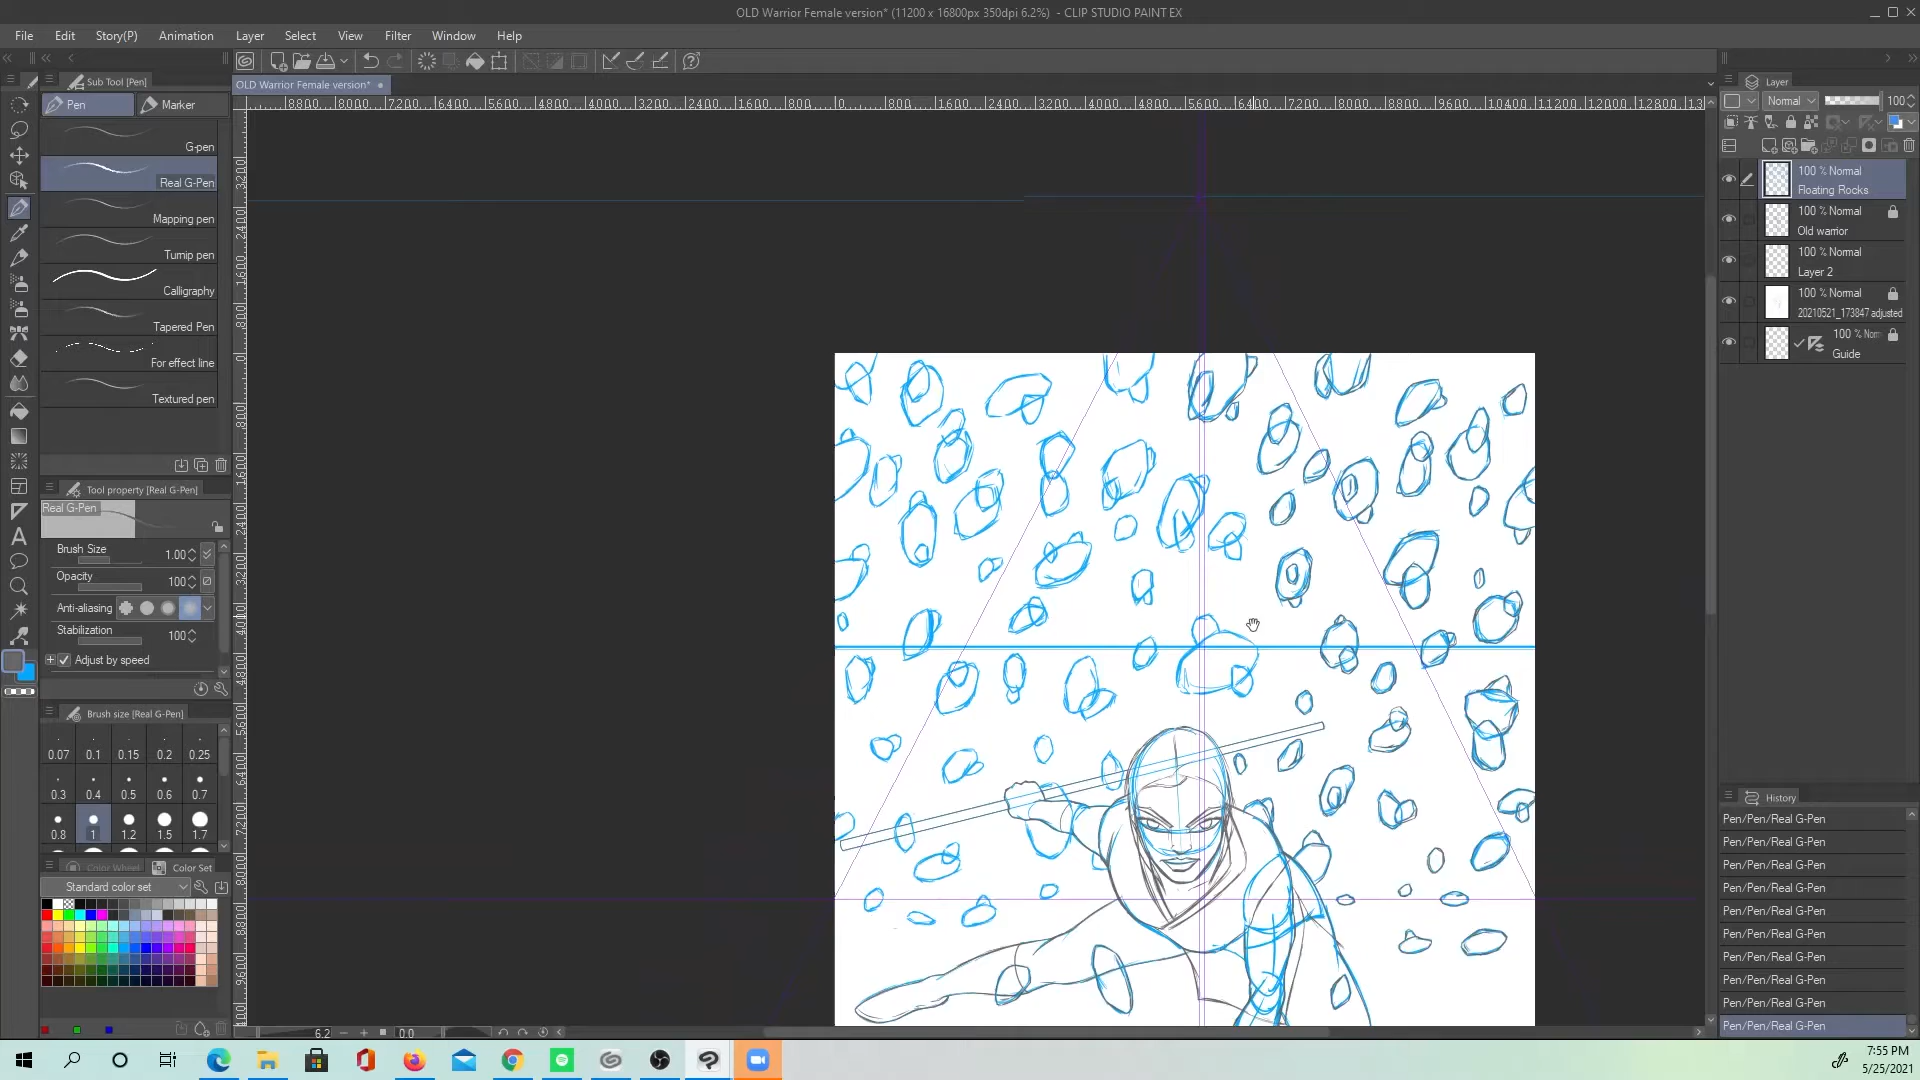 OLD Warrior Female version* (11200 x 16800px 350dpi 6.2%) - CLIP STUDIO PAINT EX
File Edit Story(P) Animation Layer Select View Filter Window Help
Sub Tool [Pen]
OLD Warrior Female version*
Layer
Pen
Marker
Normal
100
G-pen
Real G-Pen
Mapping pen
Turnip pen
Calligraphy
Tapered Pen
For effect line
Textured pen
100 % Normal
Floating Rocks
100 % Normal
Old warrior
100 % Normal
Layer 2
100 % Normal
20210521_173847 adjusted
100 % Norm
Guide
Tool property [Real G-Pen]
Real G-Pen
Brush Size
1.00
Opacity
100
Anti-aliasing
Stabilization
100
Adjust by speed
Brush size [Real G-Pen]
0.07 0.1 0.15 0.2 0.25
0.3 0.4 0.5 0.6 0.7
0.8 1 1.2 1.5 1.7
Color Wheel
Color Set
Standard color set
6.2
0.0
History
Pen/Pen/Real G-Pen
Pen/Pen/Real G-Pen
Pen/Pen/Real G-Pen
Pen/Pen/Real G-Pen
Pen/Pen/Real G-Pen
Pen/Pen/Real G-Pen
Pen/Pen/Real G-Pen
Pen/Pen/Real G-Pen
Pen/Pen/Real G-Pen
Pen/Pen/Real G-Pen
7:55 PM
5/25/2021